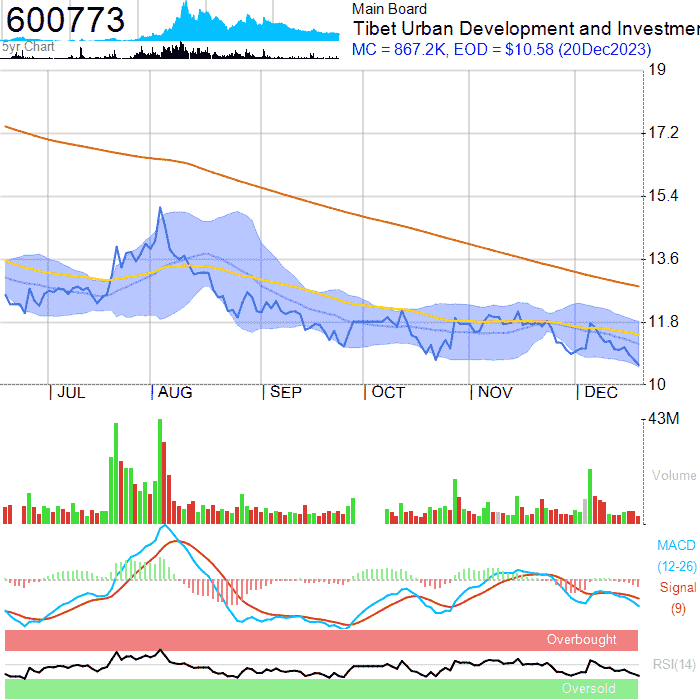 600773
5yr Chart
Main Board
Tibet Urban Development and Investmen
MC = 867.2K, EOD = $10.58 (20Dec2023)
19
17.2
15.4
13.6
11.8
10
JUL AUG SEP OCT NOV DEC
43M
Volume
MACD
(12-26)
Signal
(9)
Overbought
RSI(14)
Oversold